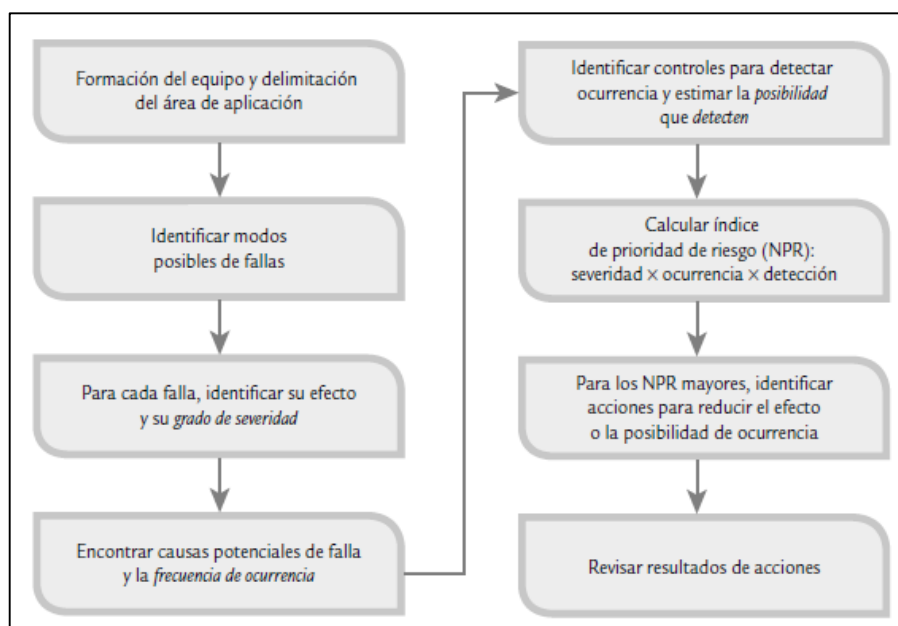 Formación del equipo y delimitación
del área de aplicación
Identificar modos
posibles de fallas
Para cada falla, identificar su efecto
y su grado de severidad
Encontrar causas potenciales de falla
y la frecuencia de ocurrencia
Identificar controles para detectar
ocurrencia y estimar la posibilidad
que detecten
Calcular índice
de prioridad de riesgo (NPR):
severidad × ocurrencia × detección
Para los NPR mayores, identificar
acciones para reducir el efecto
o la posibilidad de ocurrencia
Revisar resultados de acciones